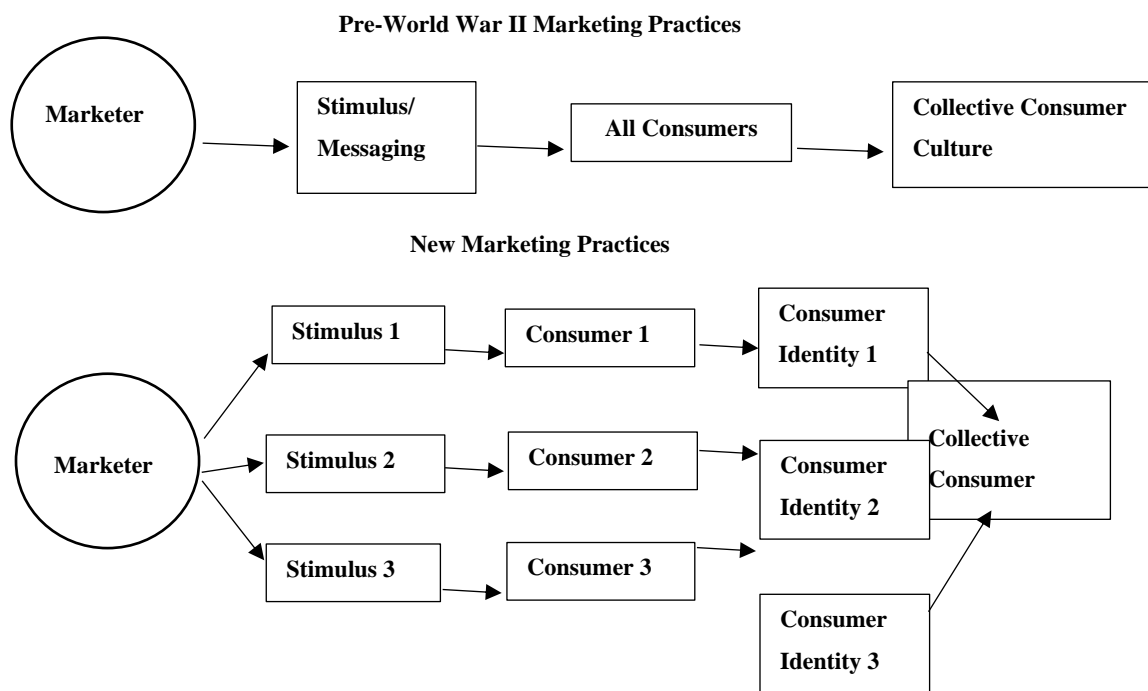 Pre-World War II Marketing Practices
Marketer
Stimulus/
Messaging
All Consumers
Collective Consumer
Culture
New Marketing Practices
Marketer
Stimulus 1
Consumer 1
Consumer
Identity 1
Stimulus 2
Consumer 2
Consumer
Identity 2
Stimulus 3
Consumer 3
Consumer
Identity 3
Collective
Consumer